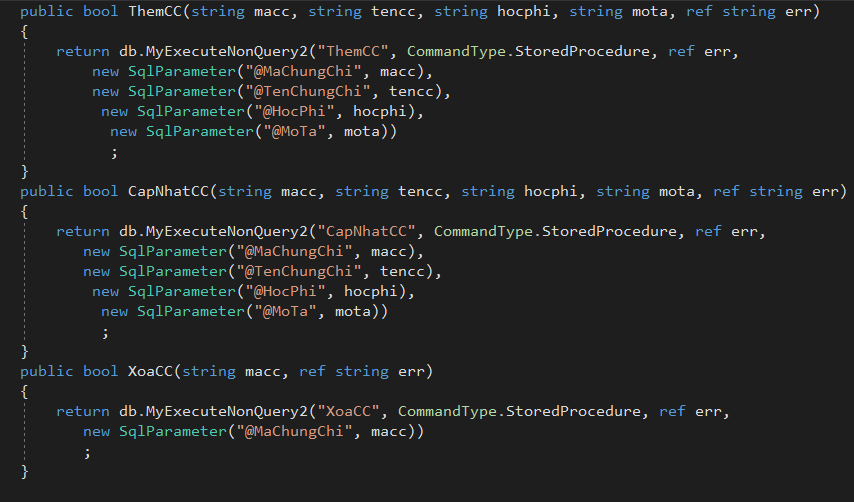 public bool ThemCC(string macc, string tencc, string hocphi, string mota, ref string err)
{
return db.MyExecuteNonQuery2("ThemCC", CommandType.StoredProcedure, ref err,
new SqlParameter("@MaChungChi", macc),
new SqlParameter("@TenChungChi", tencc),
new SqlParameter("@HocPhi", hocphi),
new SqlParameter("@MoTa", mota))
;
}
public bool CapNhatCC(string macc, string tencc, string hocphi, string mota, ref string err)
{
return db.MyExecuteNonQuery2("CapNhatCC", CommandType.StoredProcedure, ref err,
new SqlParameter("@MaChungChi", macc),
new SqlParameter("@TenChungChi", tencc),
new SqlParameter("@HocPhi", hocphi),
new SqlParameter("@MoTa", mota))
;
}
public bool XoaCC(string macc, ref string err)
{
return db.MyExecuteNonQuery2("XoaCC", CommandType.StoredProcedure, ref err,
new SqlParameter("@MaChungChi", macc))
;
}